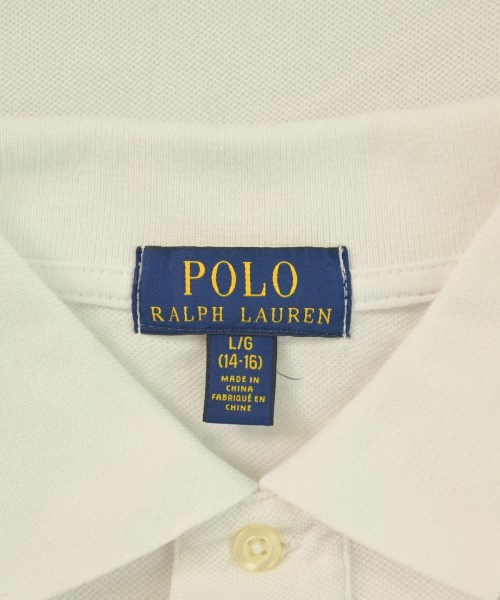 POLO
RALPH LAUREN
L/G
(14-16)
MADE IN
CHINA
FABRIQUÉ EN
CHINE